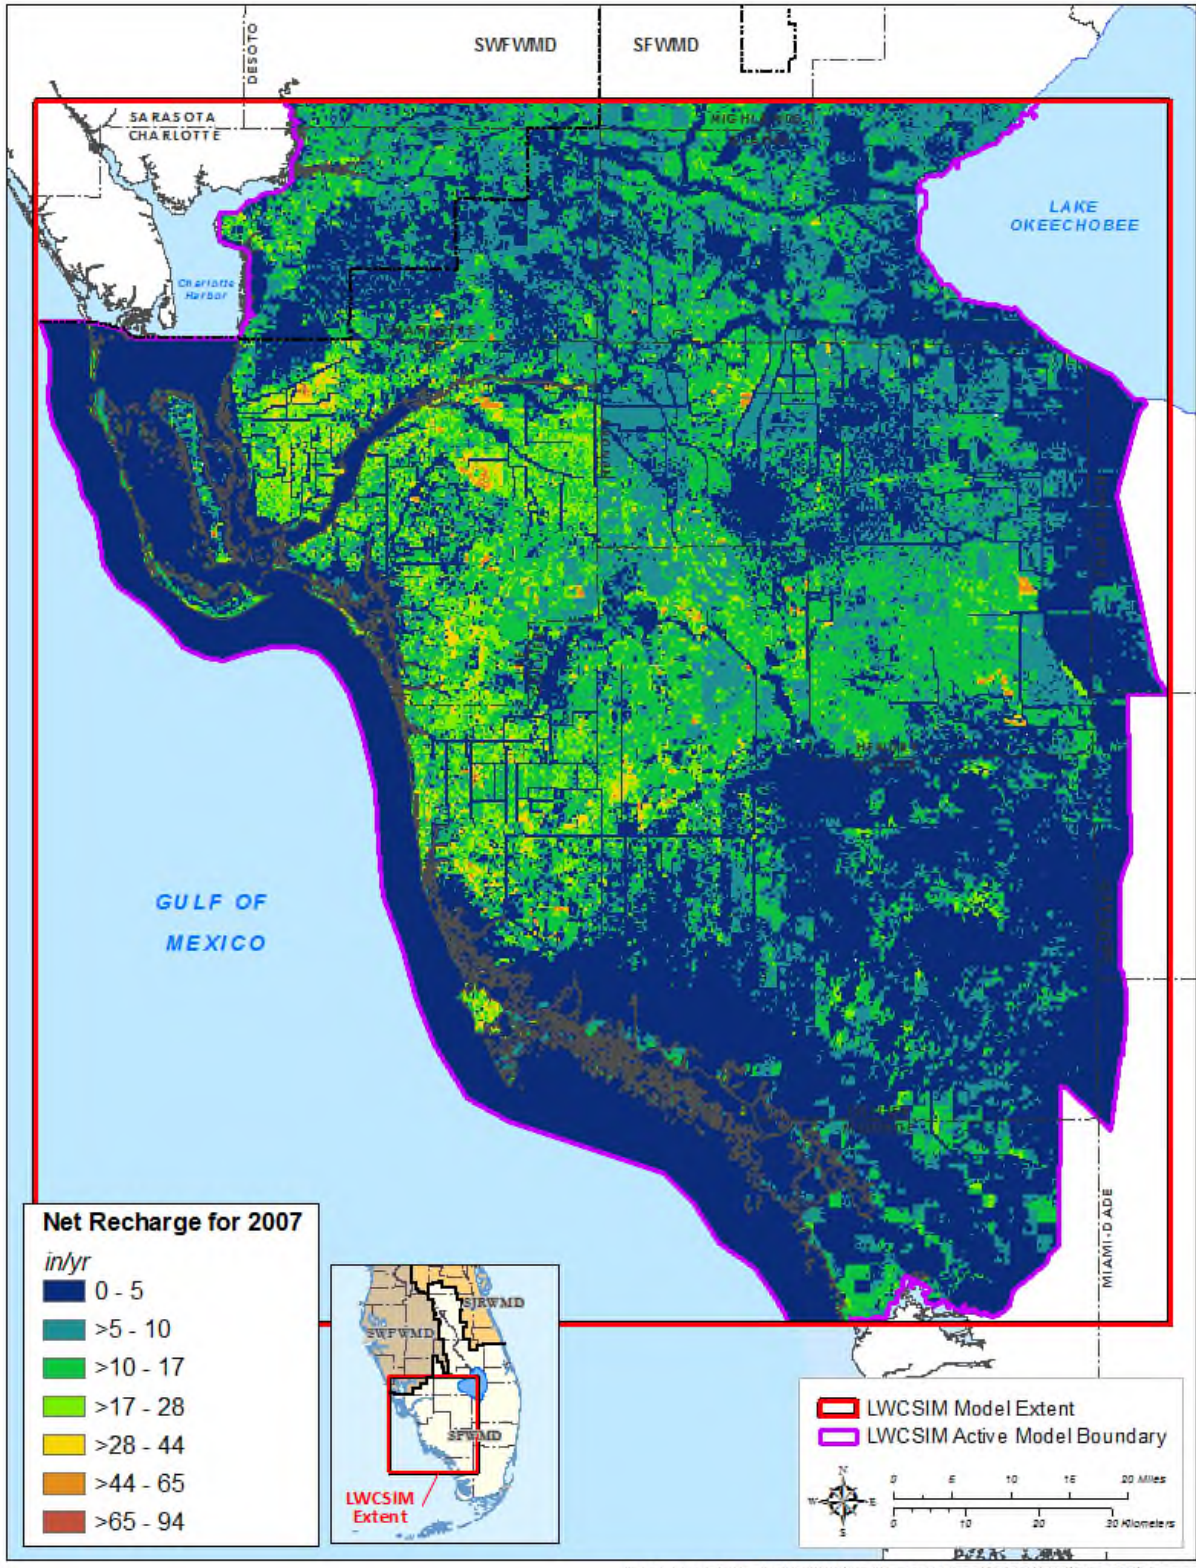 DESOTO
SWFWMD
SFWMD
SARASOTA
CHARLOTTE
HIGHLANDS
LAKE
OKEECHOBEE
Charlotte
Harbor
CHARLOTTE
GULF OF
MEXICO
MIAMI-DADE
Net Recharge for 2007
in/yr
0 - 5
>5 - 10
>10 - 17
>17 - 28
>28 - 44
>44 - 65
>65 - 94
SJRWMD
SWFWMD
SFWMD
LWCSIM
Extent
LWCSIM Model Extent
LWCSIM Active Model Boundary
N
W E
S
0 5 10 15 20 Miles
0 10 20 30 Kilometers